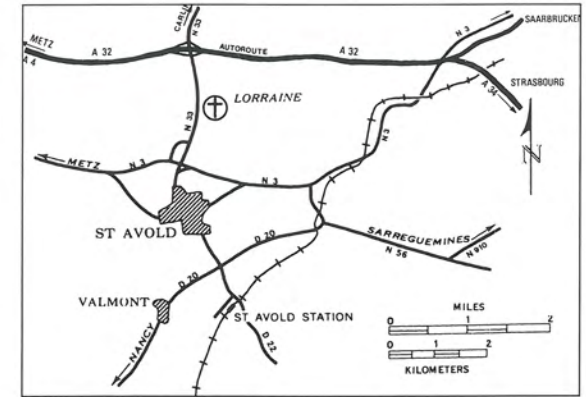 CARLING
N 33
METZ
A 4
A 32
AUTOROUTE
A 32
N 3
SAARBRUCKEN
STRASBOURG
A 34
N 33
LORRAINE
N
METZ
N 3
N 3
N 3
ST AVOLD
D 20
SARREGUEMINES
N 56
N 910
D 20
VALMONT
ST AVOLD STATION
NANCY
D 22
MILES
0 1 2
0 1 2
KILOMETERS